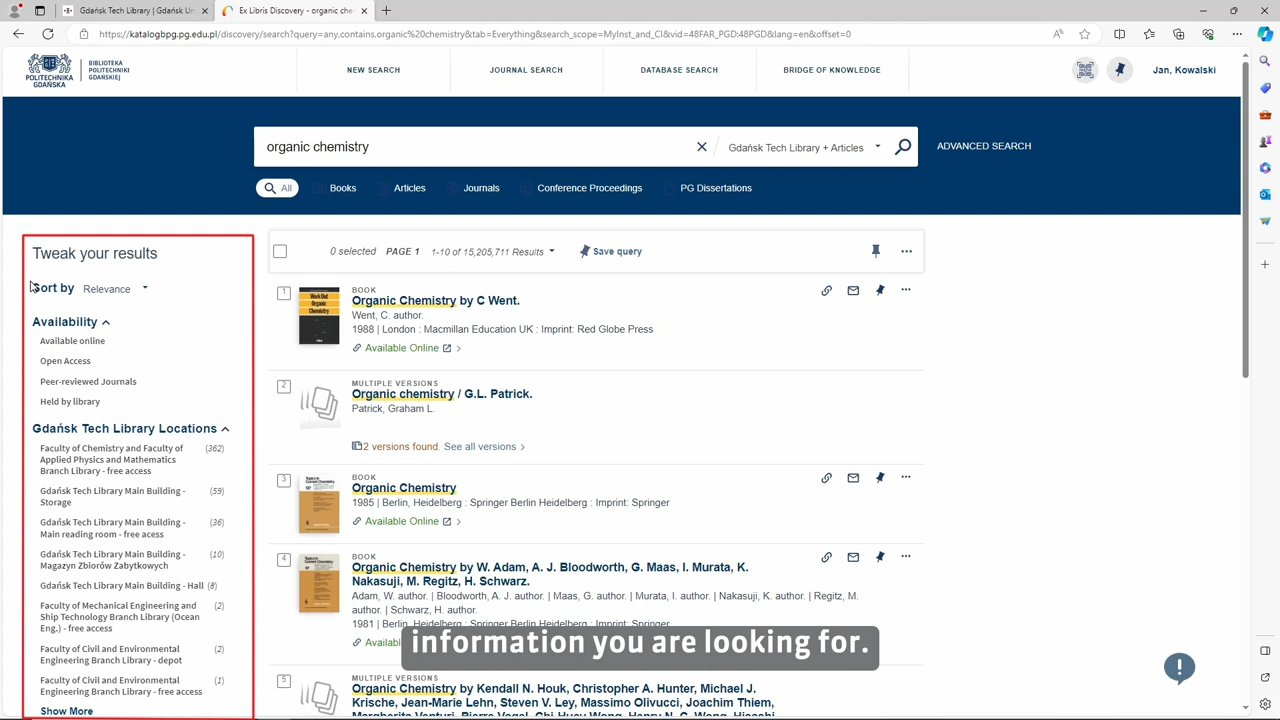 Gdańsk Tech Library | Gdańsk Un
Ex Libris Discovery - organic che
https://katalogbpg.pg.edu.pl/discovery/search?query=any,contains,organic%20chemistry&tab=Everything&search_scope=MyInst_and_CI&vid=48FAR_PGD:48PGD&lang=en&offset=0
POLITECHNIKA
GDAŃSKA
BIBLIOTEKA
POLITECHNIKI
GDAŃSKIEJ
NEW SEARCH
JOURNAL SEARCH
DATABASE SEARCH
BRIDGE OF KNOWLEDGE
Jan, Kowalski
organic chemistry
Gdańsk Tech Library + Articles
ADVANCED SEARCH
All
Books
Articles
Journals
Conference Proceedings
PG Dissertations
Tweak your results
Sort by Relevance
Availability
Available online
Open Access
Peer-reviewed Journals
Held by library
Gdańsk Tech Library Locations
Faculty of Chemistry and Faculty of (362)
Applied Physics and Mathematics
Branch Library - free access
Gdańsk Tech Library Main Building - (59)
Storage
Gdańsk Tech Library Main Building - (36)
Main reading room - free acess
Gdańsk Tech Library Main Building - (10)
Magazyn Zbiorów Zabytkowych
Gdańsk Tech Library Main Building - Hall (8)
Faculty of Mechanical Engineering and (2)
Ship Technology Branch Library (Ocean
Eng.) - free access
Faculty of Civil and Environmental (2)
Engineering Branch Library - depot
Faculty of Civil and Environmental (1)
Engineering Branch Library - free access
Show More
0 selected PAGE 1 1-10 of 15,205,711 Results
Save query
1
BOOK
Organic Chemistry by C Went.
Went, C. author.
1988 | London : Macmillan Education UK : Imprint: Red Globe Press
Available Online
2
MULTIPLE VERSIONS
Organic chemistry / G.L. Patrick.
Patrick, Graham L.
2 versions found. See all versions
3
BOOK
Organic Chemistry
1985 | Berlin, Heidelberg : Springer Berlin Heidelberg : Imprint: Springer
Available Online
4
BOOK
Organic Chemistry by W. Adam, A. J. Bloodworth, G. Maas, I. Murata, K.
Nakasuji, M. Regitz, H. Schwarz.
Adam, W. author. | Bloodworth, A. J. author. | Maas, G. author. | Murata, I. author. | Nakasuji, K. author. | Regitz, M.
author. | Schwarz, H. author.
1981 | Berlin, Heidelberg : Springer Berlin Heidelberg : Imprint: Springer
Availab
information you are looking for.
5
MULTIPLE VERSIONS
Organic Chemistry by Kendall N. Houk, Christopher A. Hunter, Michael J.
Krische, Jean-Marie Lehn, Steven V. Ley, Massimo Olivucci, Joachim Thiem,